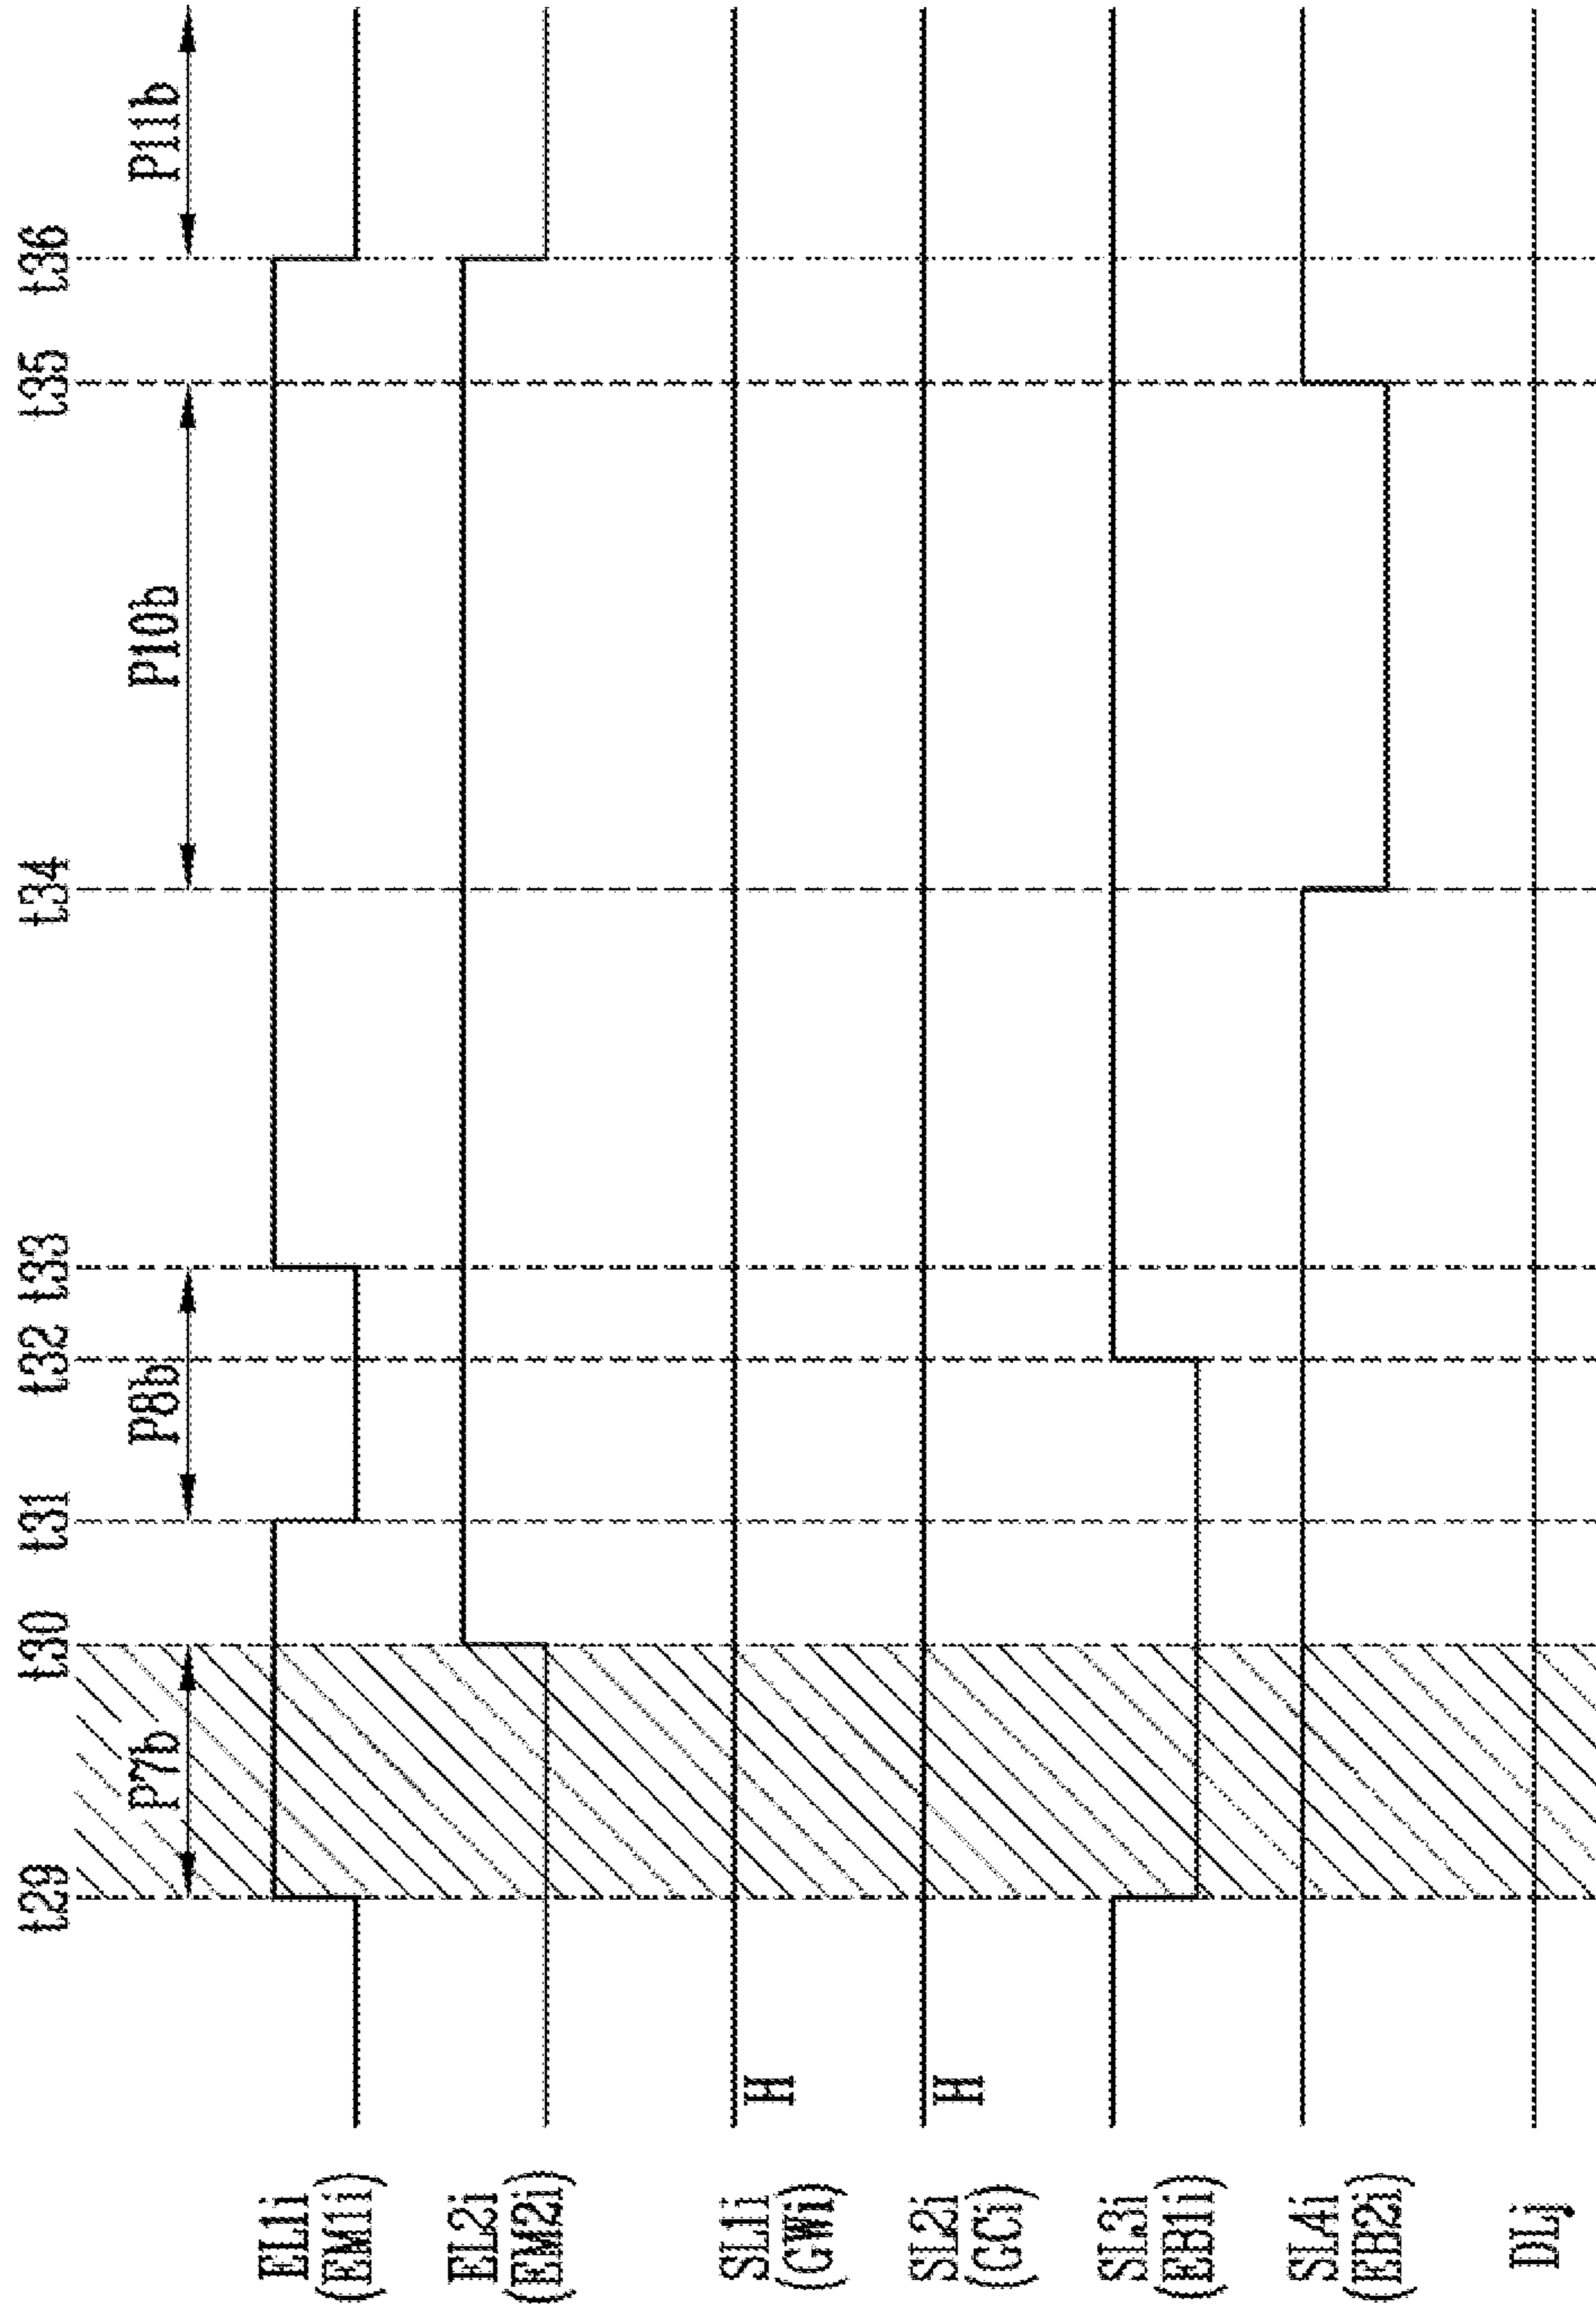 t29 t30 t31 t32 t33 t34 t35 t36
P7b P8b P10b P11b
EL1i
(EM1i)
EL2i
(EM2i)
SL1i
(GWi)
H
SL2i
(GCi)
H
SL3i
(EB1i)
SL4i
(EB2i)
DLj